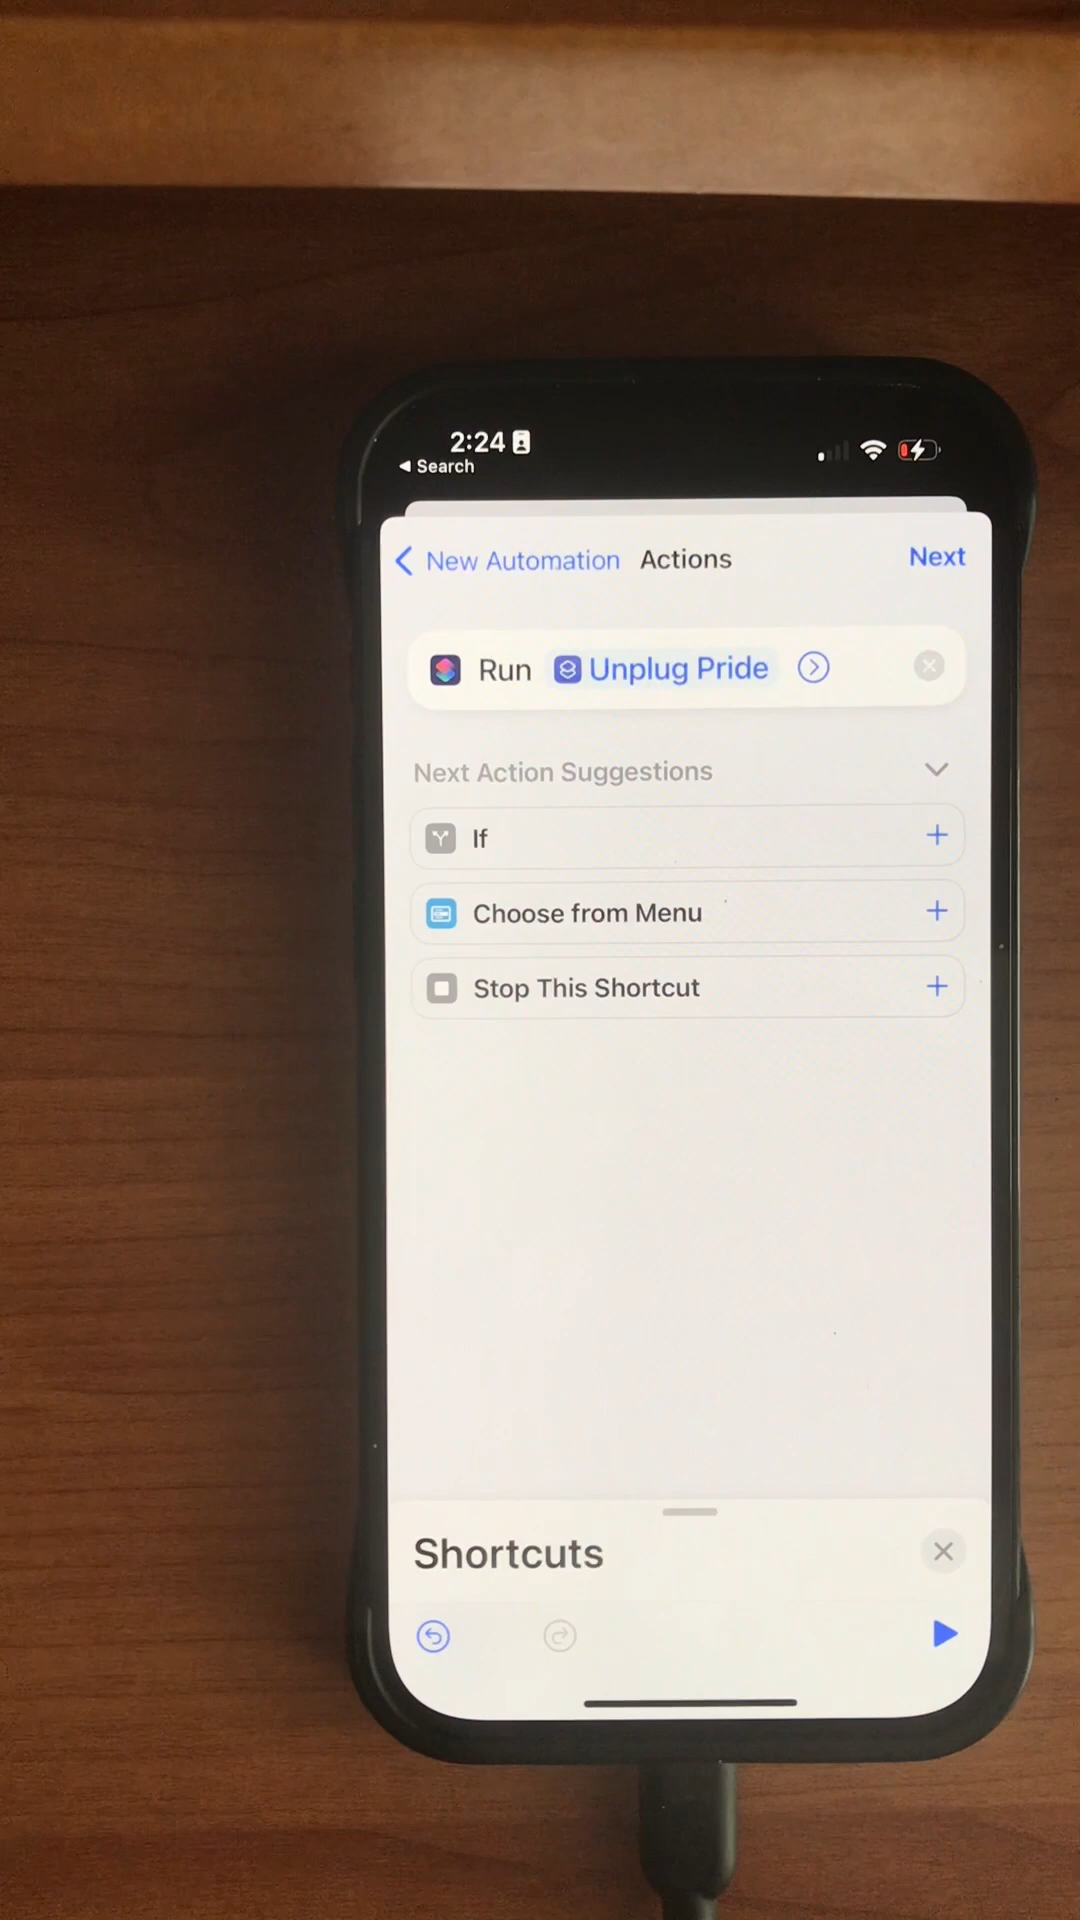 2:24
◀ Search
New Automation Actions Next
Run Unplug Pride
Next Action Suggestions
If
Choose from Menu
Stop This Shortcut
Shortcuts